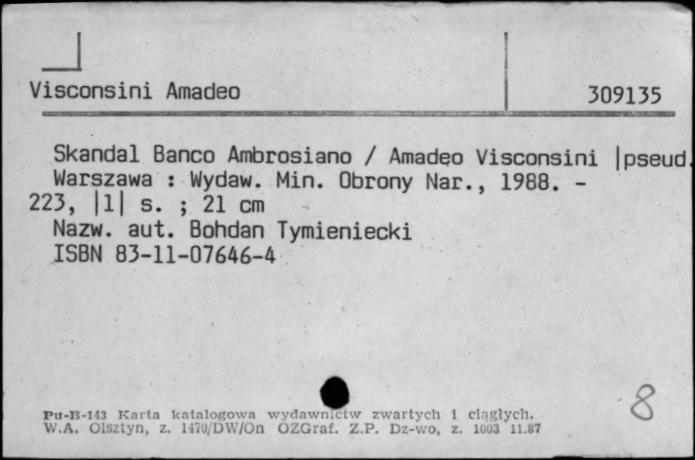 Visconsini Amadeo
309135
Skandal Banco Ambrosiano / Amadeo Visconsini |pseud.
Warszawa : Wydaw. Min. Obrony Nar., 1988. -
223, |1| s. ; 21 cm
Nazw. aut. Bohdan Tymieniecki
ISBN 83-11-07646-4
8
Pu-B-143 Karta katalogowa wydawnictw zwartych i ciągłych.
W.A. Olsztyn, z. 1470/DW/On OZGraf. Z.P. Dz-wo, z. 1003 11.87